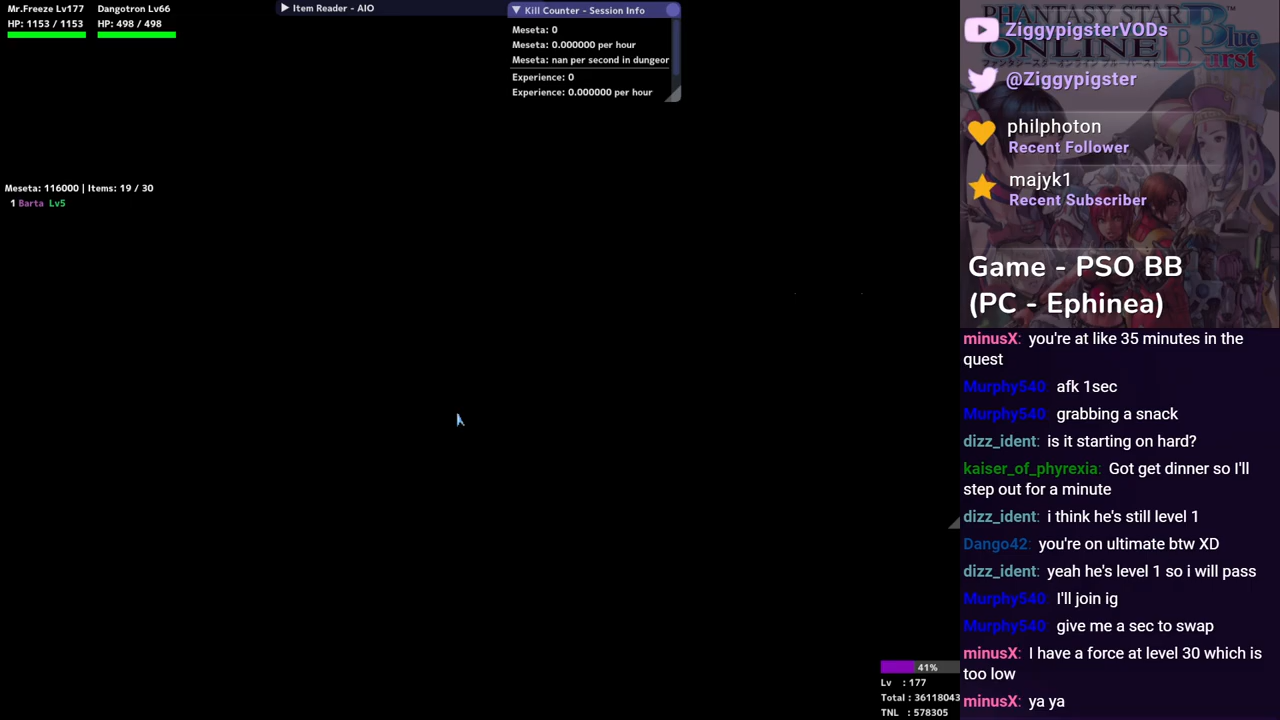 Mr.Freeze Lv177
HP: 1153 / 1153
Dangotron Lv66
HP: 498 / 498
Item Reader - AIO
Kill Counter - Session Info
Meseta: 0
Meseta: 0.000000 per hour
Meseta: nan per second in dungeor
Experience: 0
Experience: 0.000000 per hour
Meseta: 116000 | Items: 19 / 30
1 Barta Lv5
41%
Lv : 177
Total : 36118043
TNL : 578305
PHANTASY STAR
ONLINE Blue
Burst
ZiggypigsterVODs
@Ziggypigster
philphoton
Recent Follower
majyk1
Recent Subscriber
Game - PSO BB
(PC - Ephinea)
minusX: you're at like 35 minutes in the
quest
Murphy540: afk 1sec
Murphy540: grabbing a snack
dizz_ident: is it starting on hard?
kaiser_of_phyrexia: Got get dinner so I'll
step out for a minute
dizz_ident: i think he's still level 1
Dango42: you're on ultimate btw XD
dizz_ident: yeah he's level 1 so i will pass
Murphy540: I'll join ig
Murphy540: give me a sec to swap
minusX: I have a force at level 30 which is
too low
minusX: ya ya